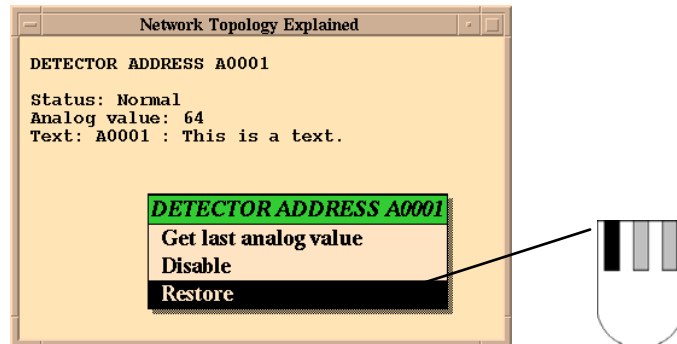 Network Topology Explained
DETECTOR ADDRESS A0001
Status: Normal
Analog value: 64
Text: A0001 : This is a text.
DETECTOR ADDRESS A0001
Get last analog value
Disable
Restore